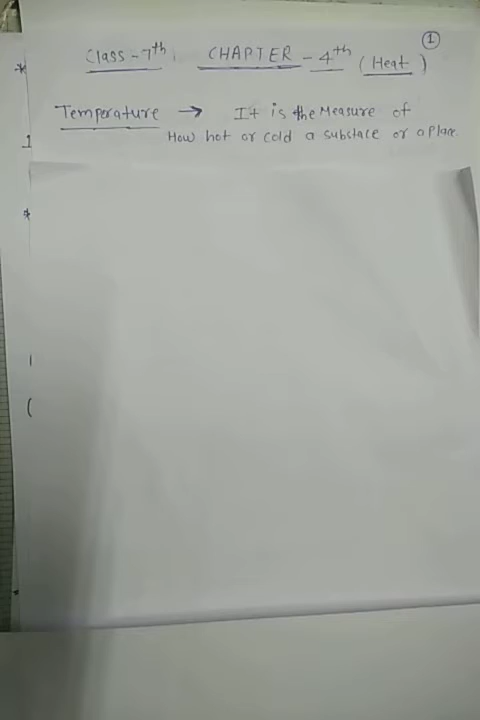 ①
Class - 7th, CHAPTER - 4th (Heat)
Temperature → It is the Measure of
How hot or cold a substace or a place.